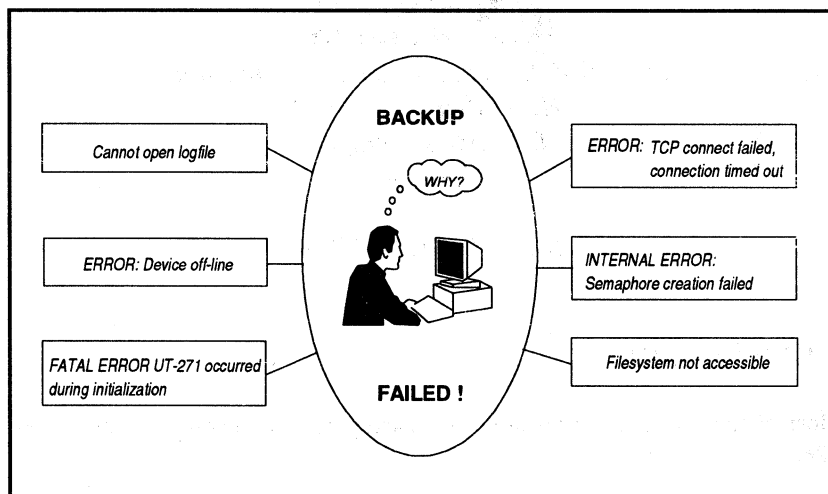 BACKUP
WHY?
FAILED !
Cannot open logfile
ERROR: Device off-line
FATAL ERROR UT-271 occurred
during initialization
ERROR: TCP connect failed,
connection timed out
INTERNAL ERROR:
Semaphore creation failed
Filesystem not accessible